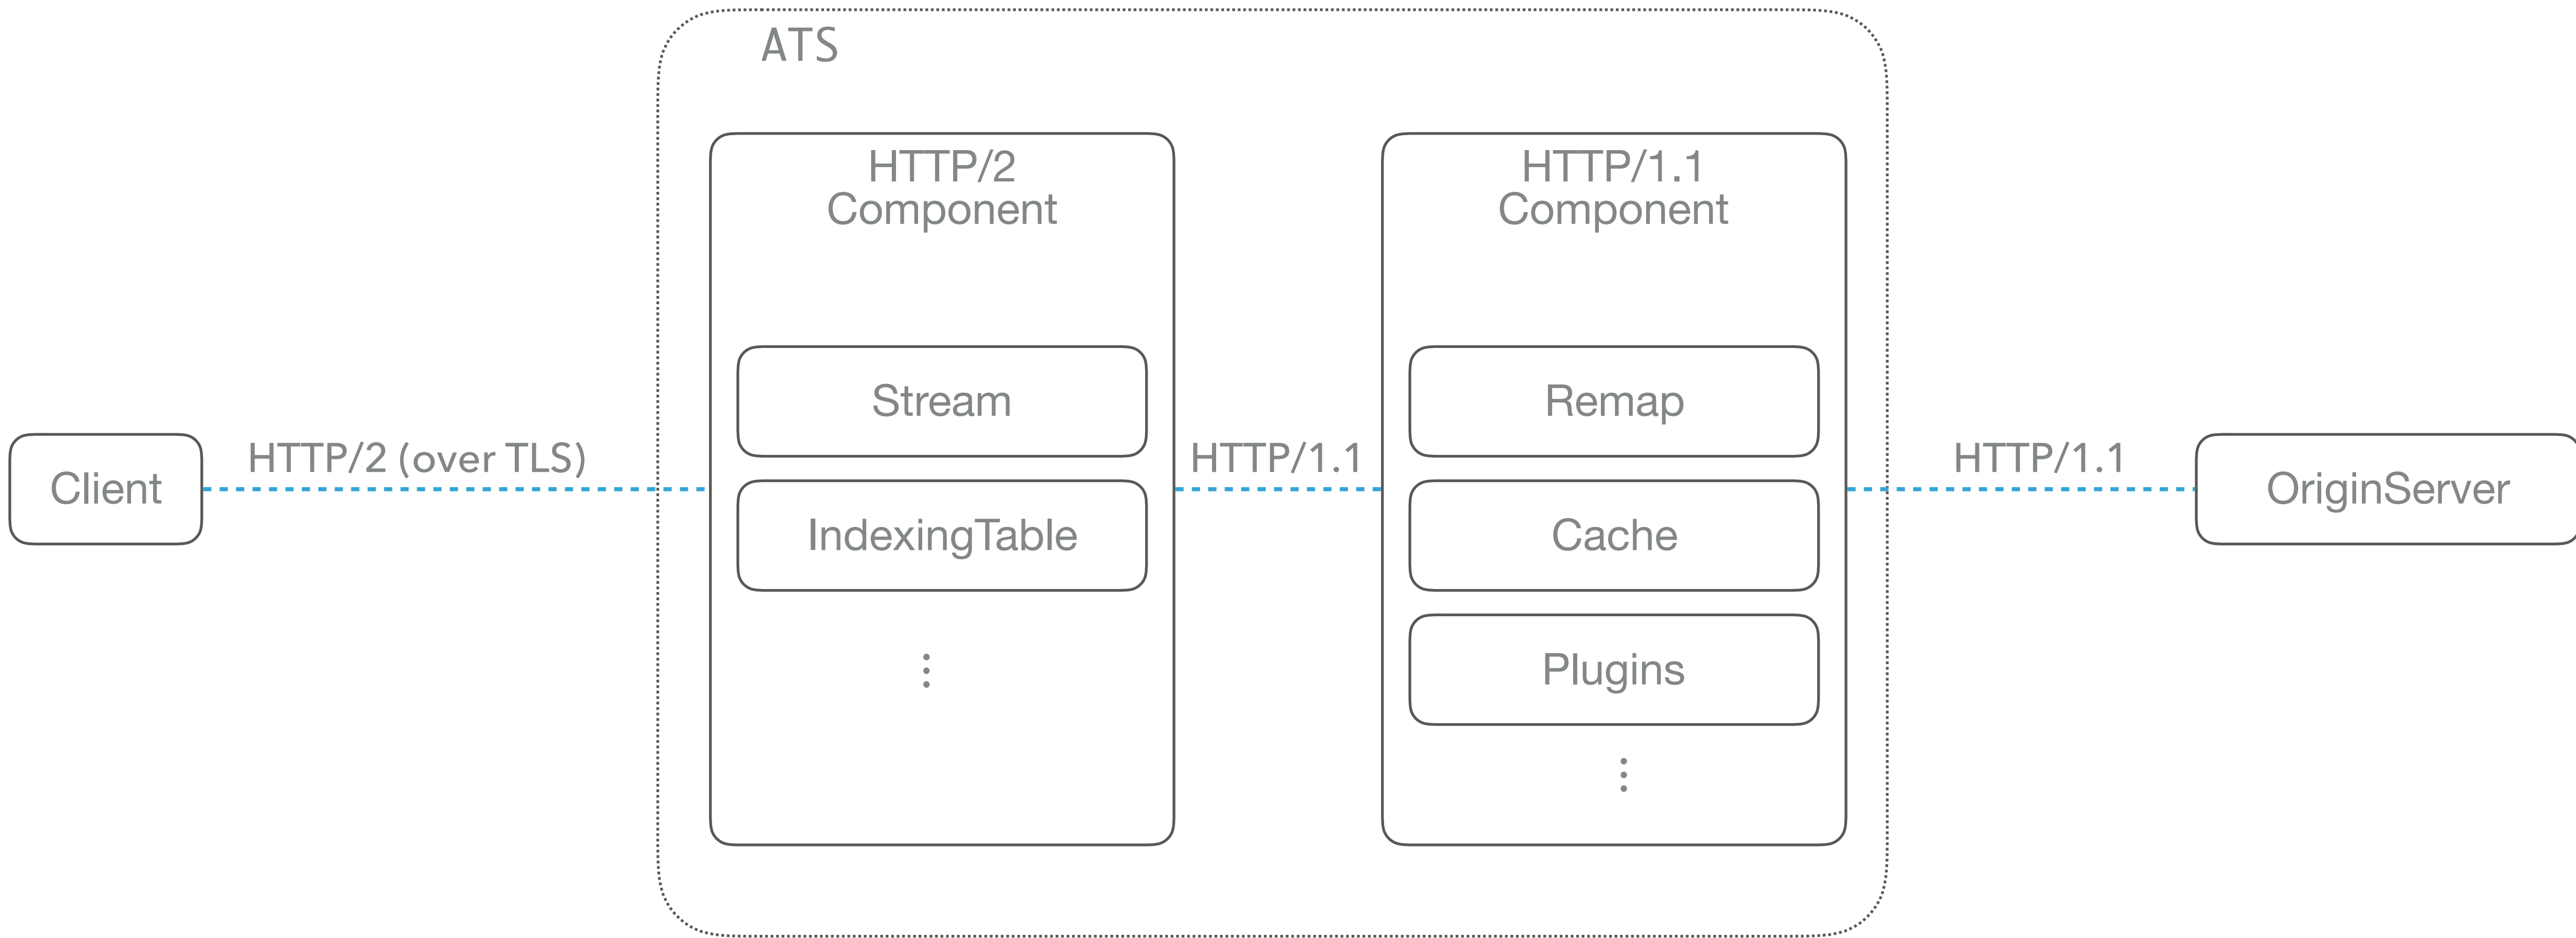 ATS
HTTP/2
Component
Stream
IndexingTable
HTTP/1.1
Component
Remap
Cache
Plugins
Client
HTTP/2 (over TLS)
HTTP/1.1
HTTP/1.1
OriginServer